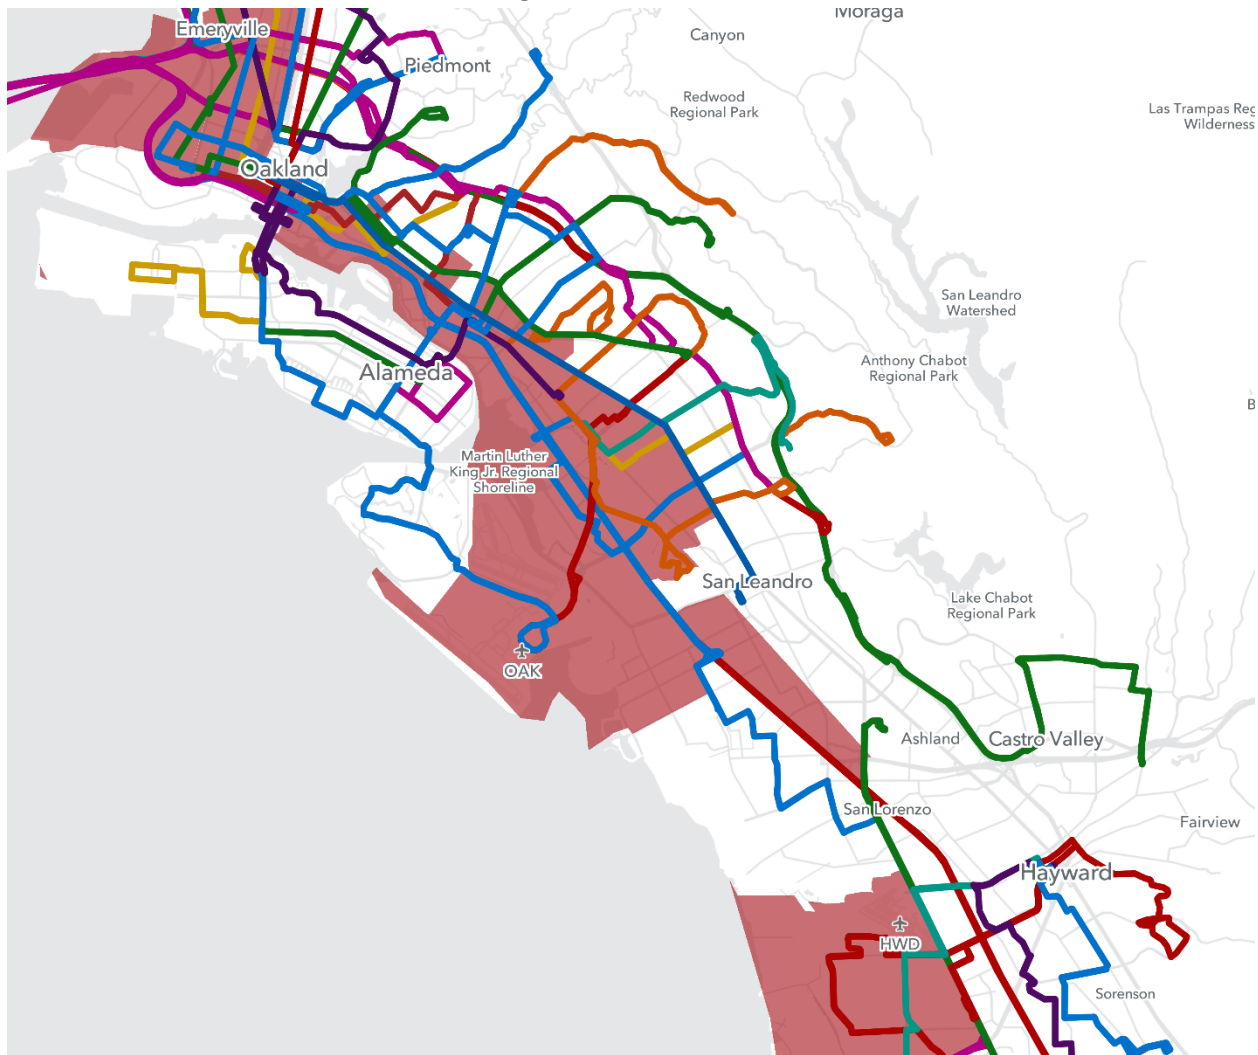 Moraga
Emeryville
Canyon
Piedmont
Redwood
Regional Park
Las Trampas Reg
Wilderness
Oakland
San Leandro
Watershed
Anthony Chabot
Regional Park
Alameda
B
Martin Luther
King Jr. Regional
Shoreline
San Leandro
Lake Chabot
Regional Park
OAK
Ashland
Castro Valley
San Lorenzo
Fairview
Hayward
HWD
Sorenson